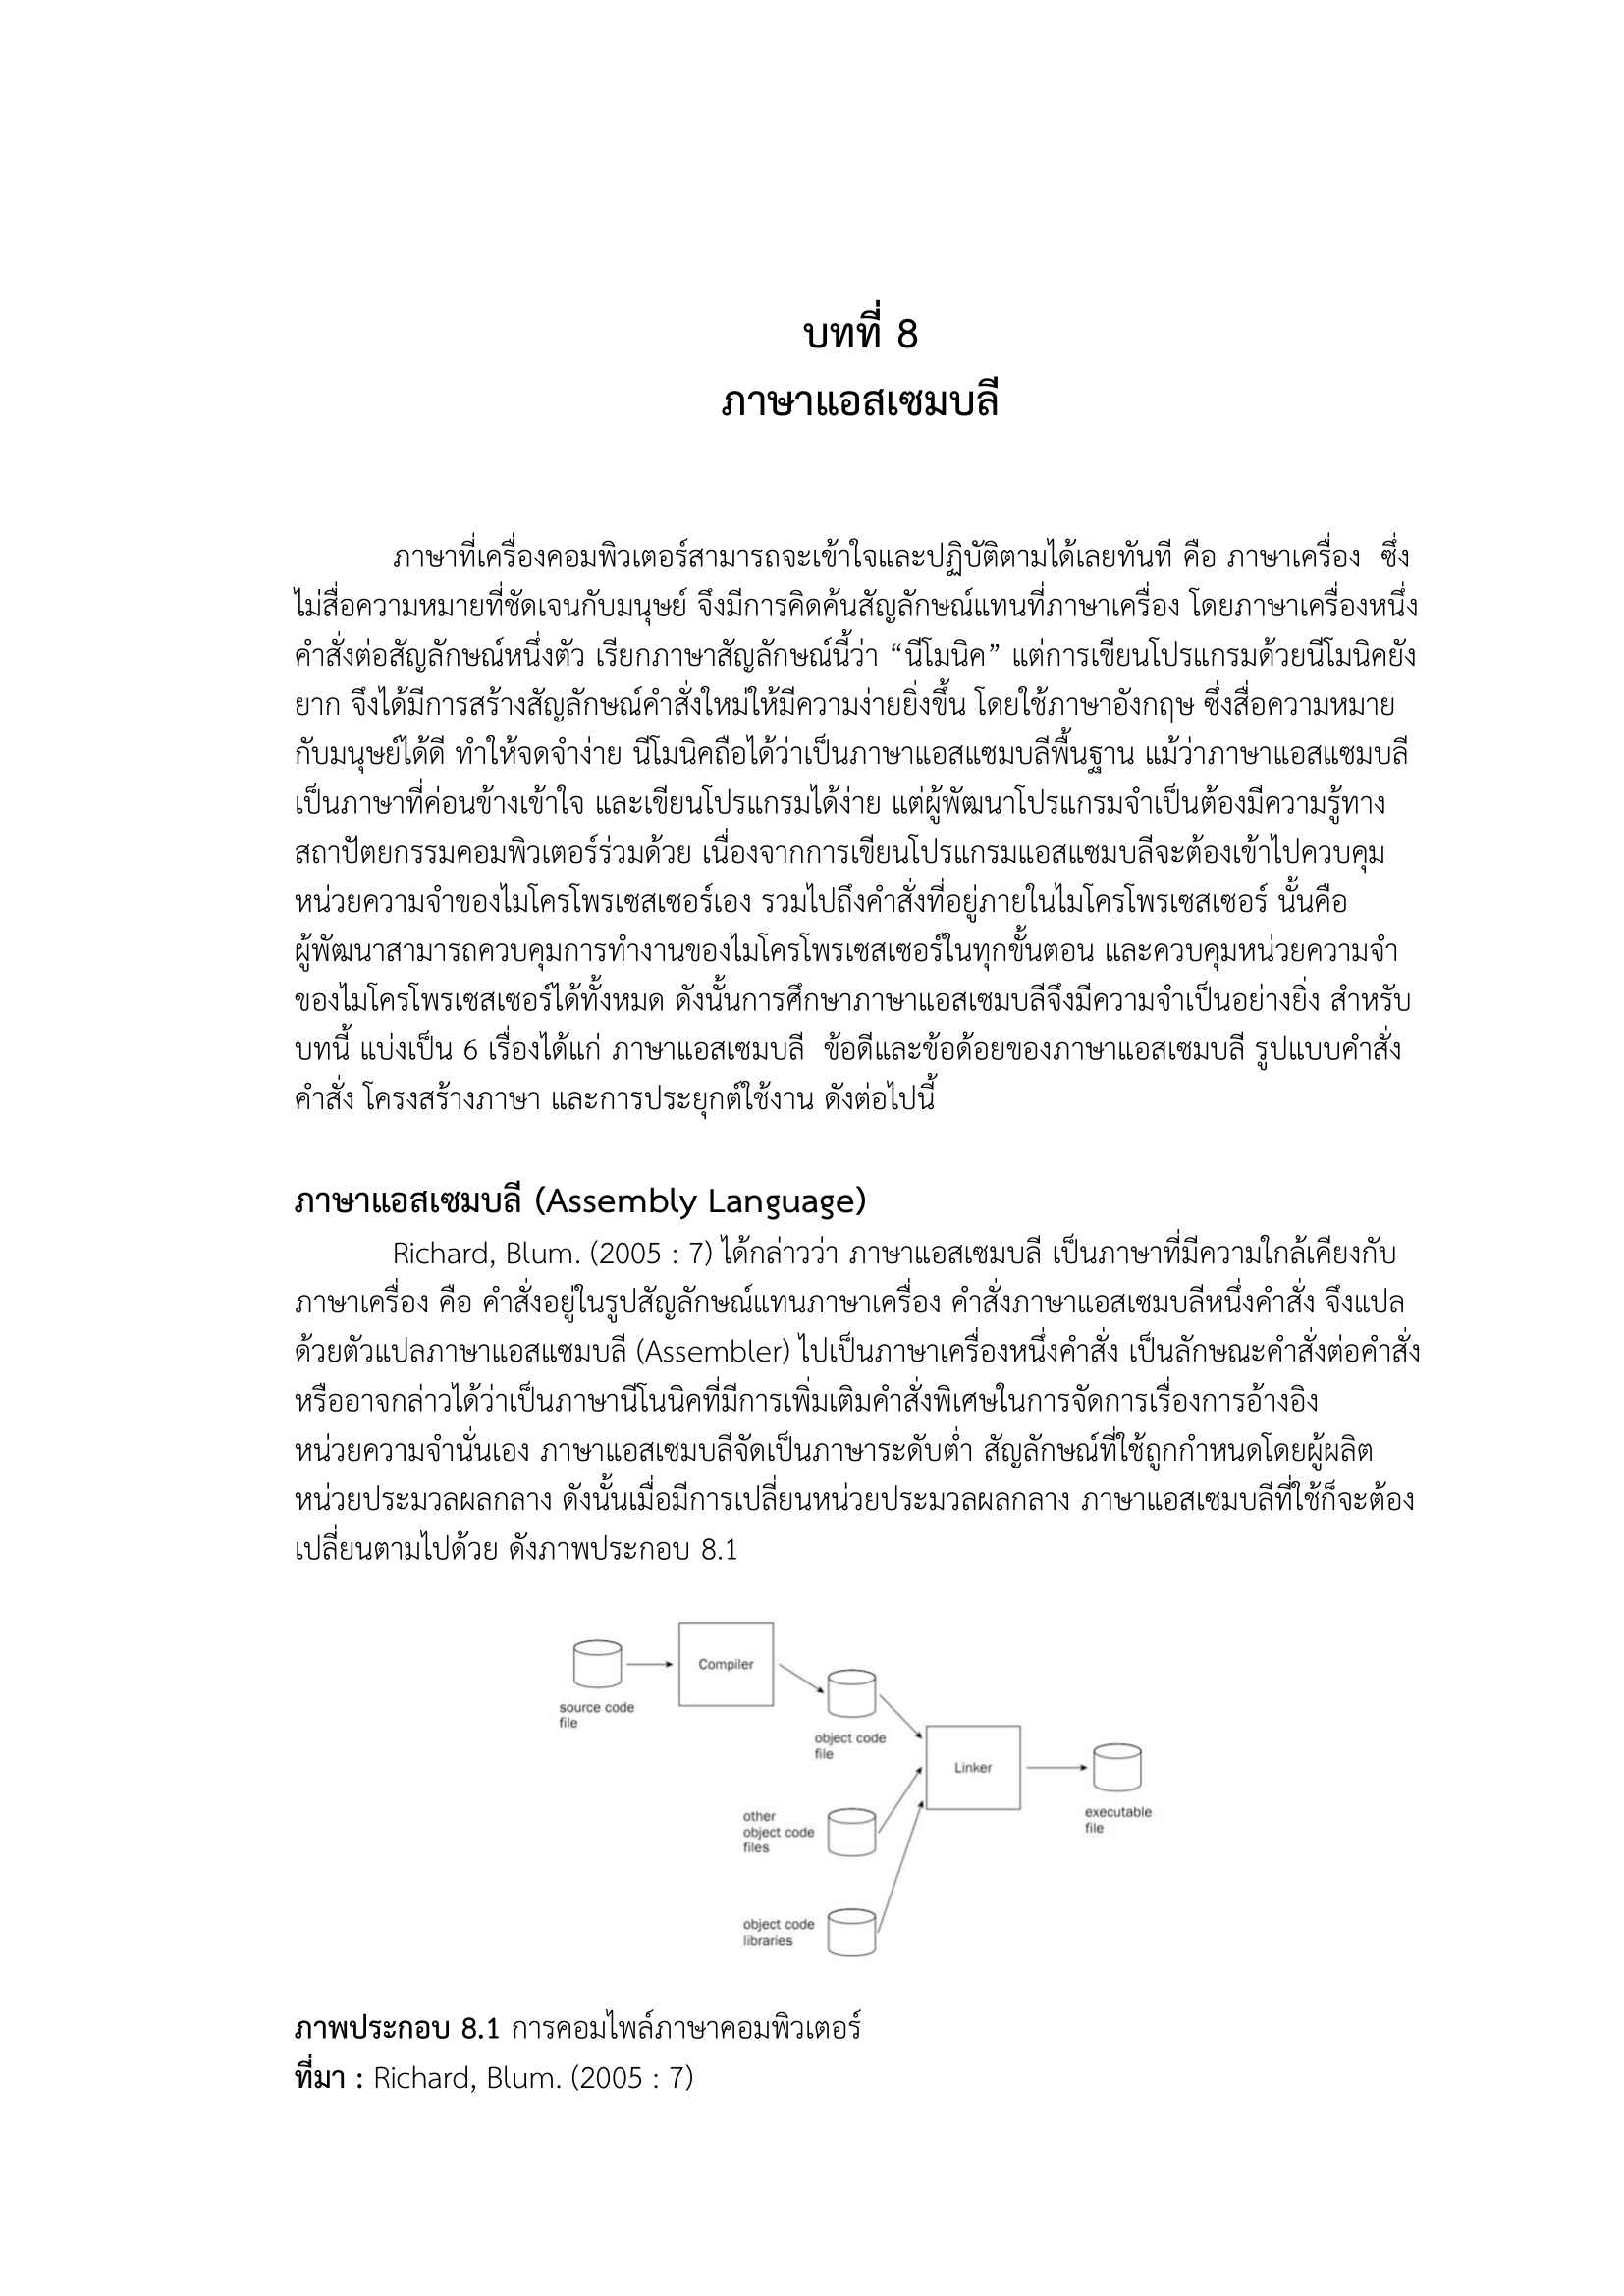 บทที่ 8
ภาษาแอสเซมบลี
ภาษาที่เครื่องคอมพิวเตอร์สามารถจะเข้าใจและปฏิบัติตามได้เลยทันที คือ ภาษาเครื่อง ซึ่ง
ไม่สื่อความหมายที่ชัดเจนกับมนุษย์ จึงมีการคิดค้นสัญลักษณ์แทนที่ภาษาเครื่อง โดยภาษาเครื่องหนึ่ง
คำสั่งต่อสัญลักษณ์หนึ่งตัว เรียกภาษาสัญลักษณ์นี้ว่า “นีโมนิค” แต่การเขียนโปรแกรมด้วยนีโมนิคยัง
ยาก จึงได้มีการสร้างสัญลักษณ์คำสั่งใหม่ให้มีความง่ายยิ่งขึ้น โดยใช้ภาษาอังกฤษ ซึ่งสื่อความหมาย
กับมนุษย์ได้ดี ทำให้จดจำง่าย นีโมนิคถือได้ว่าเป็นภาษาแอสแซมบลีพื้นฐาน แม้ว่าภาษาแอสแซมบลี
เป็นภาษาที่ค่อนข้างเข้าใจ และเขียนโปรแกรมได้ง่าย แต่ผู้พัฒนาโปรแกรมจำเป็นต้องมีความรู้ทาง
สถาปัตยกรรมคอมพิวเตอร์ร่วมด้วย เนื่องจากการเขียนโปรแกรมแอสแซมบลีจะต้องเข้าไปควบคุม
หน่วยความจำของไมโครโพรเซสเซอร์เอง รวมไปถึงคำสั่งที่อยู่ภายในไมโครโพรเซสเซอร์ นั้นคือ
ผู้พัฒนาสามารถควบคุมการทำงานของไมโครโพรเซสเซอร์ในทุกขั้นตอน และควบคุมหน่วยความจำ
ของไมโครโพรเซสเซอร์ได้ทั้งหมด ดังนั้นการศึกษาภาษาแอสเซมบลีจึงมีความจำเป็นอย่างยิ่ง สำหรับ
บทนี้ แบ่งเป็น 6 เรื่องได้แก่ ภาษาแอสเซมบลี ข้อดีและข้อด้อยของภาษาแอสเซมบลี รูปแบบคำสั่ง
คำสั่ง โครงสร้างภาษา และการประยุกต์ใช้งาน ดังต่อไปนี้
ภาษาแอสเซมบลี (Assembly Language)
Richard, Blum. (2005 : 7) ได้กล่าวว่า ภาษาแอสเซมบลี เป็นภาษาที่มีความใกล้เคียงกับ
ภาษาเครื่อง คือ คำสั่งอยู่ในรูปสัญลักษณ์แทนภาษาเครื่อง คำสั่งภาษาแอสเซมบลีหนึ่งคำสั่ง จึงแปล
ด้วยตัวแปลภาษาแอสแซมบลี (Assembler) ไปเป็นภาษาเครื่องหนึ่งคำสั่ง เป็นลักษณะคำสั่งต่อคำสั่ง
หรืออาจกล่าวได้ว่าเป็นภาษานีโนนิคที่มีการเพิ่มเติมคำสั่งพิเศษในการจัดการเรื่องการอ้างอิง
หน่วยความจำนั่นเอง ภาษาแอสเซมบลีจัดเป็นภาษาระดับต่ำ สัญลักษณ์ที่ใช้ถูกกำหนดโดยผู้ผลิต
หน่วยประมวลผลกลาง ดังนั้นเมื่อมีการเปลี่ยนหน่วยประมวลผลกลาง ภาษาแอสเซมบลีที่ใช้ก็จะต้อง
เปลี่ยนตามไปด้วย ดังภาพประกอบ 8.1
Compiler
source code
file
object code
file
Linker
executable
file
other
object code
files
object code
libraries
ภาพประกอบ 8.1 การคอมไพล์ภาษาคอมพิวเตอร์
ที่มา : Richard, Blum. (2005 : 7)